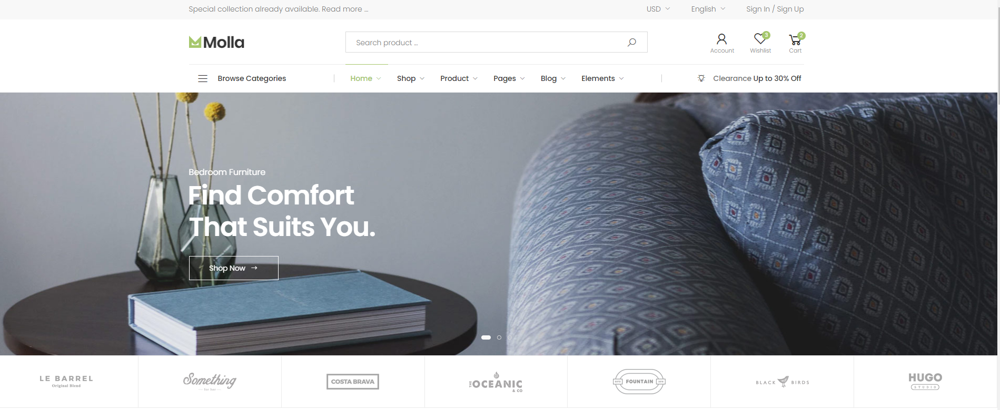 Special collection already available. Read more ...
USD
English
Sign In / Sign Up
Molla
Search product ...
Account
3
Wishlist
2
Cart
Browse Categories
Home
Shop
Product
Pages
Blog
Elements
Clearance Up to 30% Off
Bedroom Furniture
Find Comfort
That Suits You.
Shop Now →
LE BARREL
Original Blend
Something
for her
COSTA BRAVA
THE OCEANIC
& CO
FOUNTAIN
BLACK BIRDS
HUGO
STUDIO